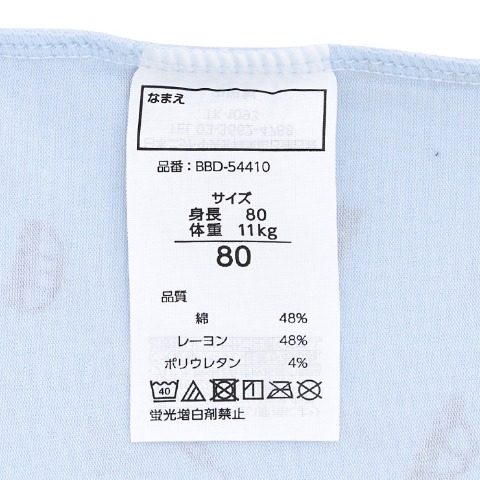 なまえ
品番：BBD-54410
サイズ
身長 80
体重 11kg
80
品質
綿 48%
レーヨン 48%
ポリウレタン 4%
40
蛍光増白剤禁止